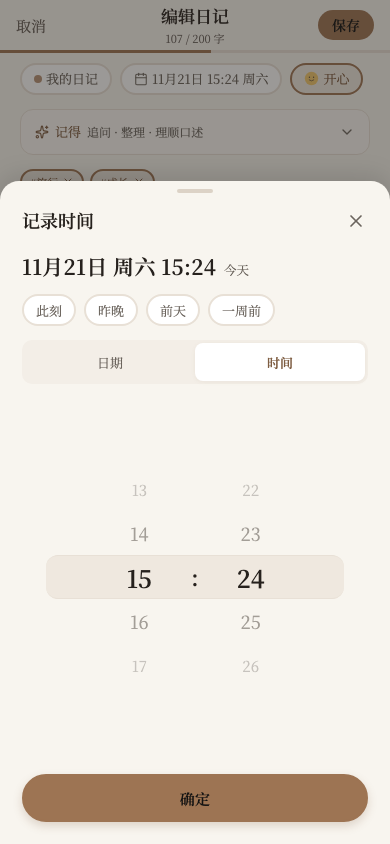 取消
编辑日记
107 / 200 字
保存
我的日记
11月21日 15:24 周六
开心
记得 追问 · 整理 · 理顺口述
记录时间
11月21日 周六 15:24 今天
此刻
昨晚
前天
一周前
日期
时间
13 22
14 23
15 : 24
16 25
17 26
确定